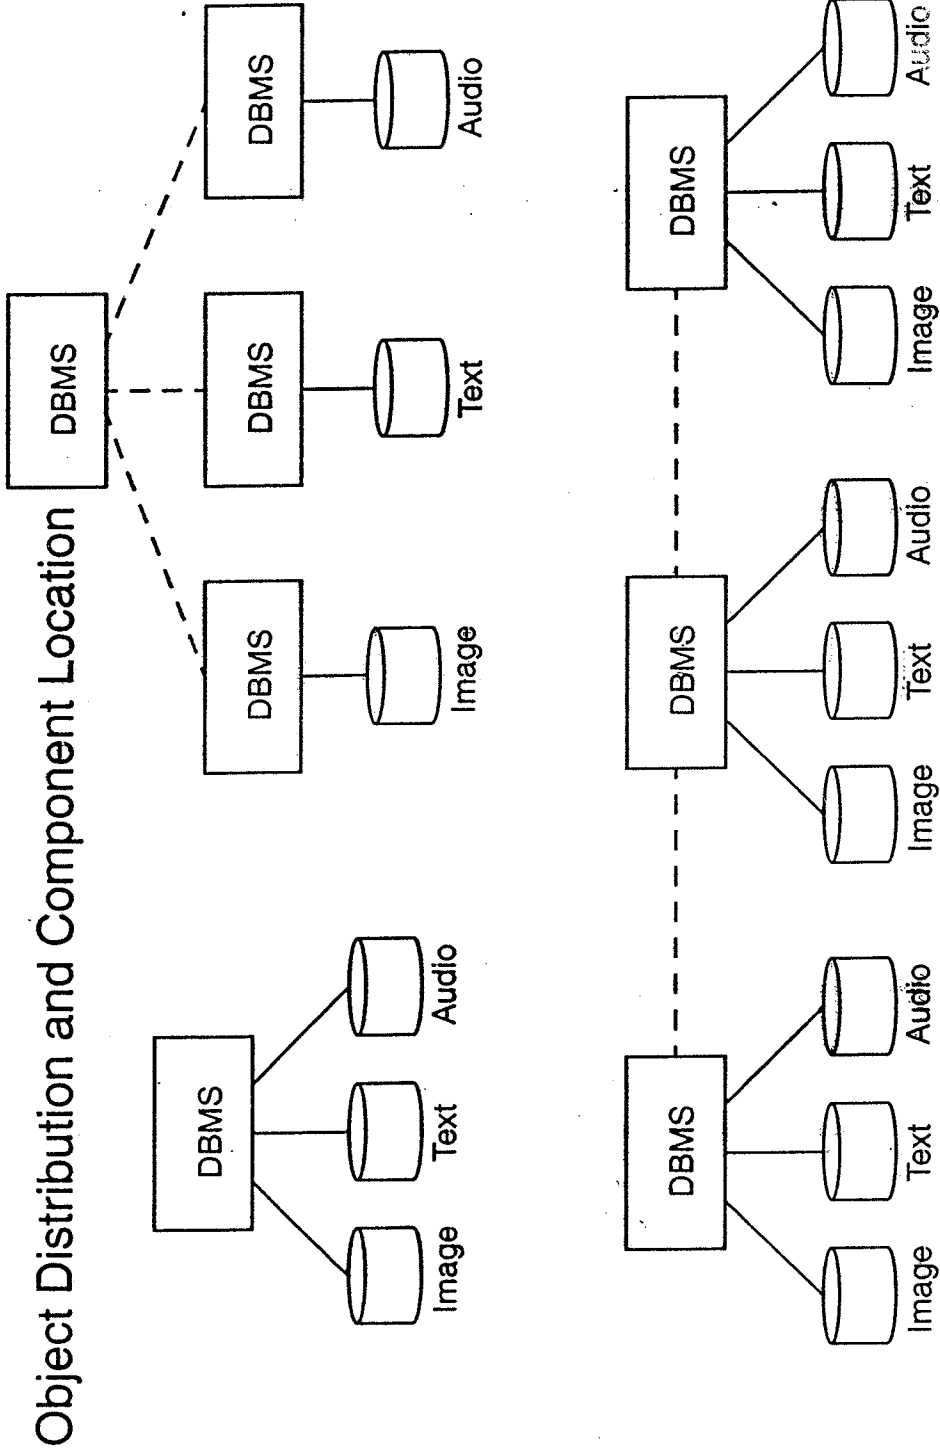 Object Distribution and Component Location
DBMS
DBMS
DBMS
DBMS
DBMS
Image
Text
Audio
Image
Text
Audio
DBMS
DBMS
DBMS
Image
Text
Audio
Image
Text
Audio
Image
Text
Audio